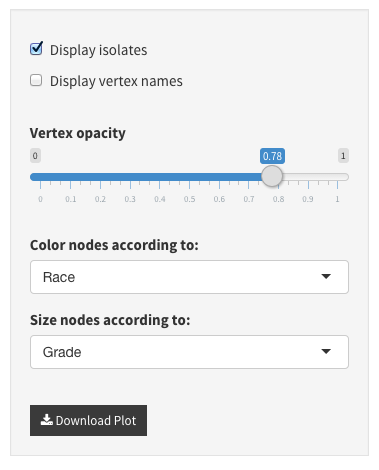 Display isolates
Display vertex names
Vertex opacity
0 0.78 1
0 0.1 0.2 0.3 0.4 0.5 0.6 0.7 0.8 0.9 1
Color nodes according to:
Race
Size nodes according to:
Grade
Download Plot